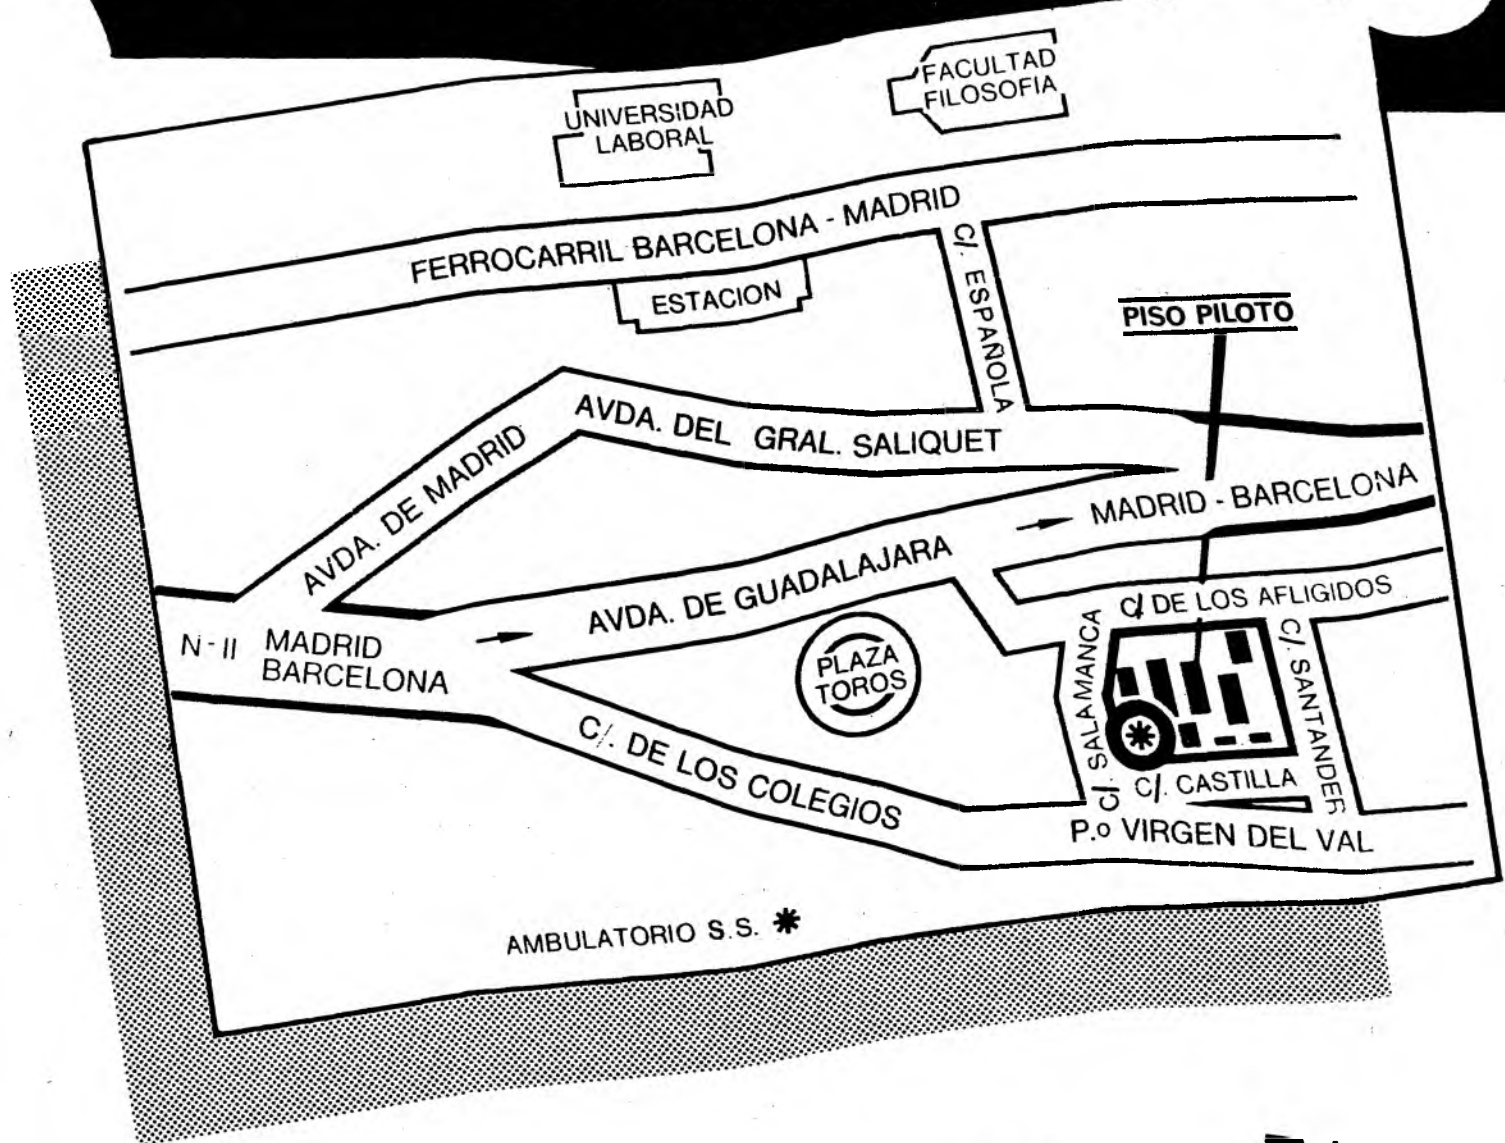 UNIVERSIDAD
LABORAL
FACULTAD
FILOSOFIA
FERROCARRIL BARCELONA - MADRID
ESTACION
C/. ESPAÑOLA
PISO PILOTO
AVDA. DE MADRID
AVDA. DEL GRAL. SALIQUET
MADRID - BARCELONA
AVDA. DE GUADALAJARA
N-II MADRID
BARCELONA
C/ DE LOS AFLIGIDOS
PLAZA
TOROS
C/. SALAMANCA
C/. SANTANDER
C/. DE LOS COLEGIOS
C/. CASTILLA
P.º VIRGEN DEL VAL
AMBULATORIO S.S. *